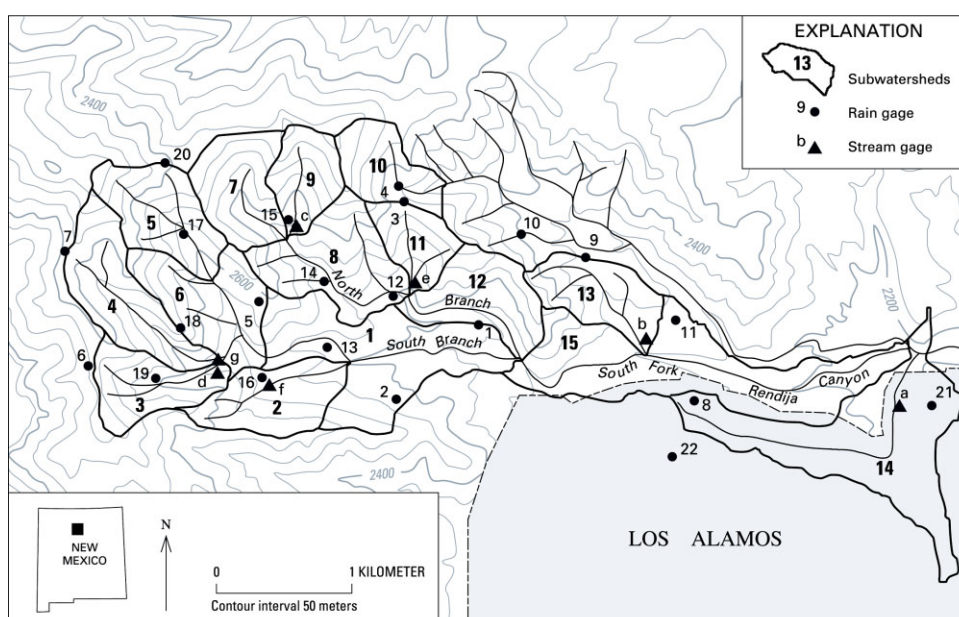 EXPLANATION
13
Subwatersheds
9
Rain gage
b
Stream gage
2400
20
10
7
9
4
15
c
3
17
5
10
7
8
11
9
2400
14
North
12
e
12
2200
6
2600
13
4
Branch
18
5
1
1
11
South Branch
13
b
15
6
g
South Fork
Canyon
19
d
16
f
Rendija
3
2
2
8
a
21
2400
22
14
NEW
MEXICO
N
LOS ALAMOS
0
1 KILOMETER
Contour interval 50 meters